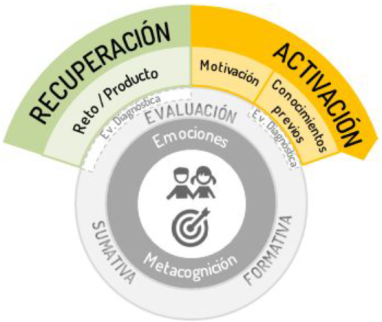 RECUPERACIÓN
ACTIVACIÓN
Reto / Producto
Motivación
Conocimientos
previos
Ev. Diagnóstica
Ev. Diagnóstica
EVALUACIÓN
Emociones
Metacognición
SUMATIVA
FORMATIVA